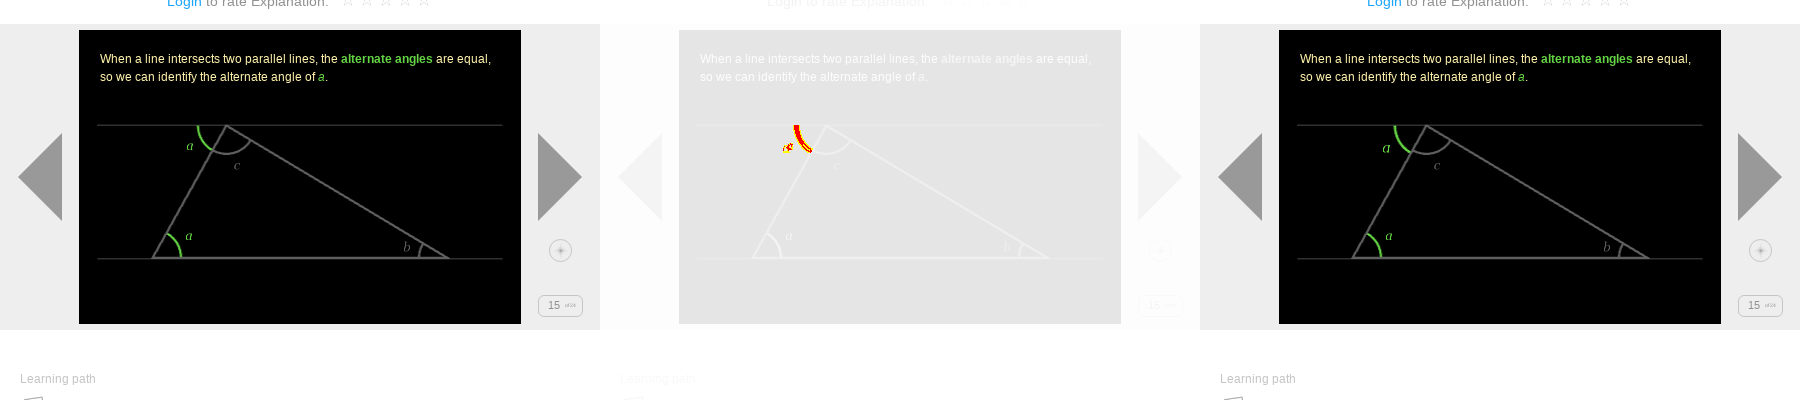 Login to rate Explanation. Login to rate Explanation. Login to rate Explanation.
When a line intersects two parallel lines, the alternate angles are equal,
so we can identify the alternate angle of a.
a
c
a
b
15 of 24
When a line intersects two parallel lines, the alternate angles are equal,
so we can identify the alternate angle of a.
c
a
b
15
When a line intersects two parallel lines, the alternate angles are equal,
so we can identify the alternate angle of a.
a
c
a
b
15 of 24
Learning path Learning path Learning path